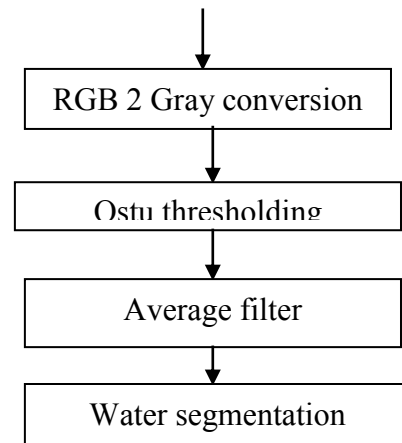 RGB 2 Gray conversion
Ostu thresholding
Average filter
Water segmentation